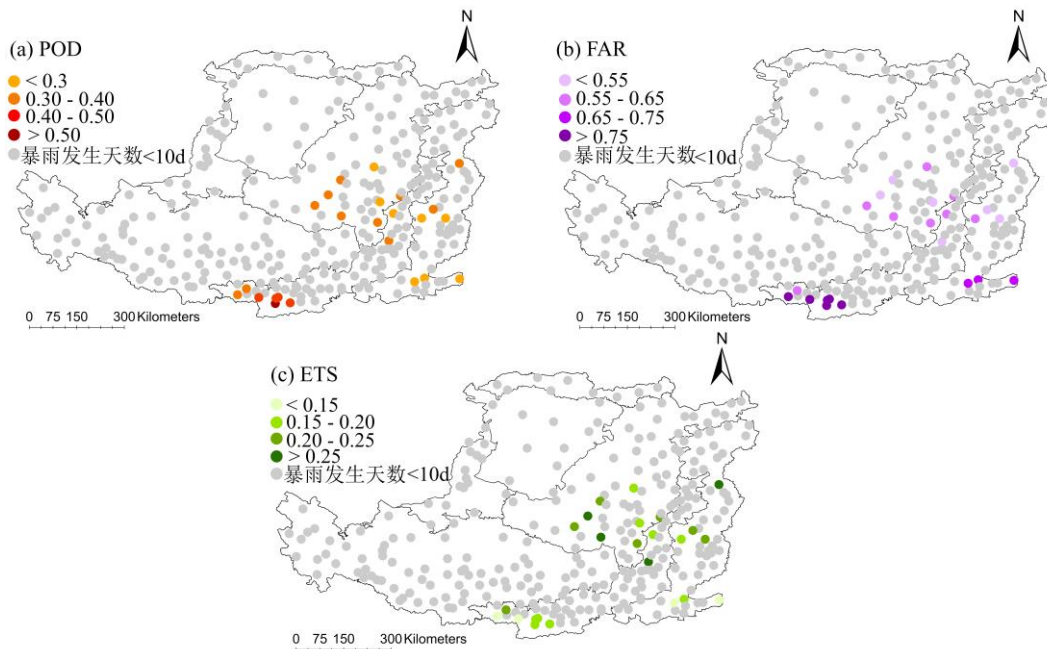 N
(a) POD
< 0.3
0.30 - 0.40
0.40 - 0.50
> 0.50
暴雨发生天数<10d
0 75 150 300 Kilometers
N
(b) FAR
< 0.55
0.55 - 0.65
0.65 - 0.75
> 0.75
暴雨发生天数<10d
0 75 150 300 Kilometers
N
(c) ETS
< 0.15
0.15 - 0.20
0.20 - 0.25
> 0.25
暴雨发生天数<10d
0 75 150 300 Kilometers